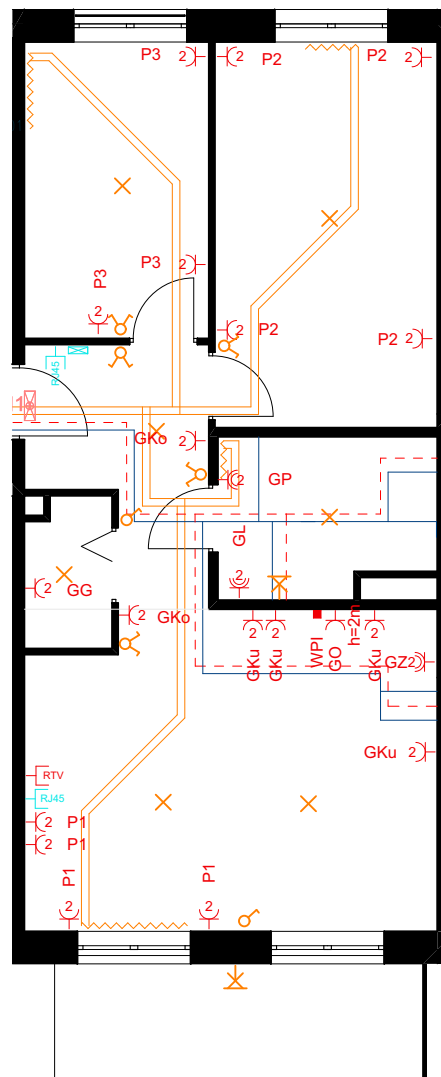 P3 2
2 P2
P2 2
P3 2
P3
2
2 P2
P2 2
RJ45
GKo 2
2 GP
GL
2
2 GG
2 GKo
2 GKu
2 GKu
WPI
GO
h=2m
2 GKu
GZ 2
GKu 2
RTV
RJ45
2 P1
2 P1
P1
2
P1
2